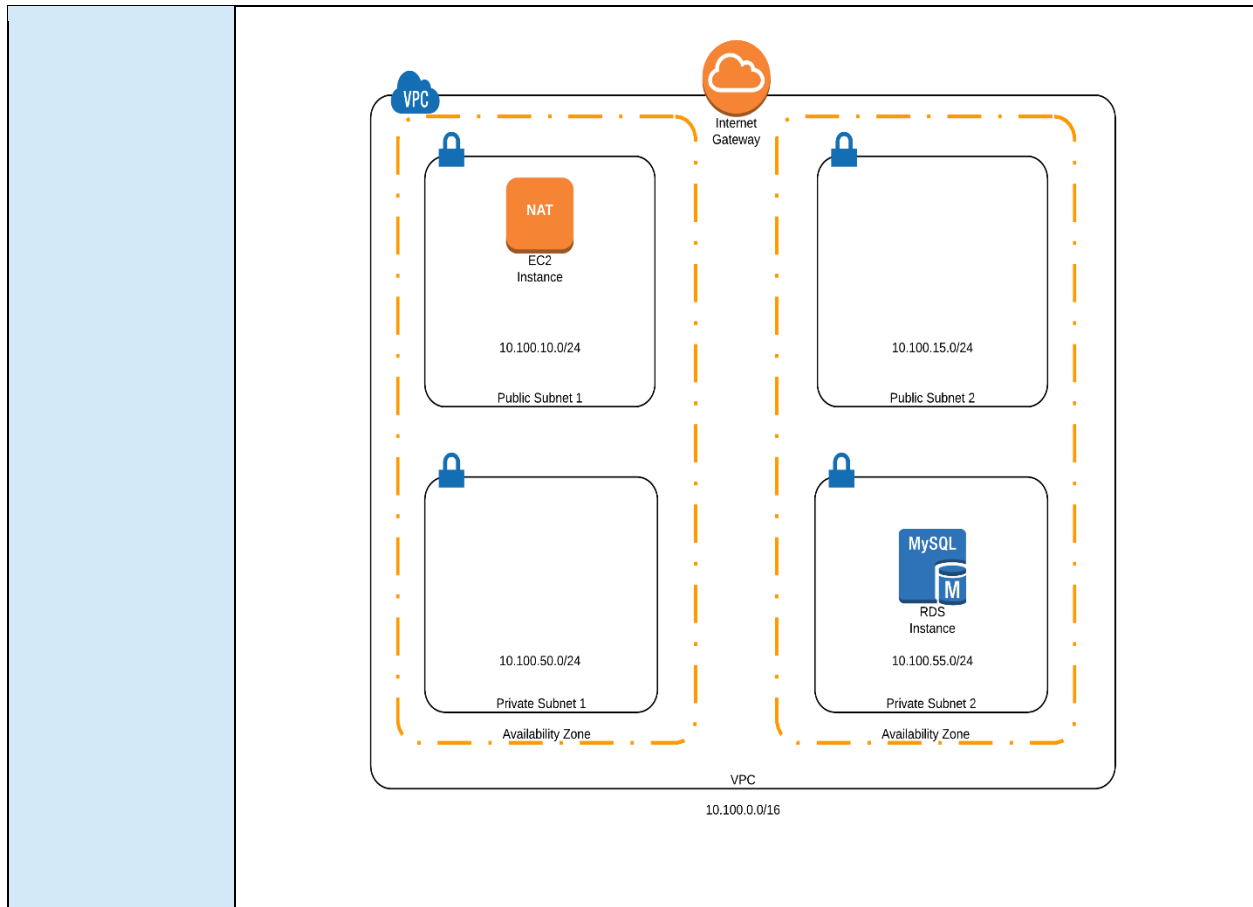 VPC
Internet
Gateway
NAT
EC2
Instance
10.100.10.0/24
Public Subnet 1
10.100.15.0/24
Public Subnet 2
10.100.50.0/24
Private Subnet 1
Availability Zone
MySQL
M
RDS
Instance
10.100.55.0/24
Private Subnet 2
Availability Zone
VPC
10.100.0.0/16